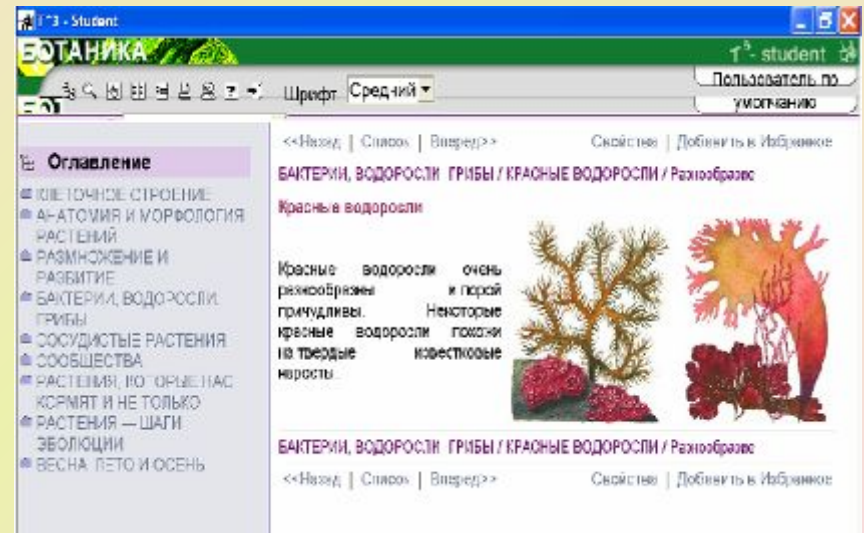 T^3 - Student
БОТАНИКА
T³- student
Шрифт Средний
Пользователь по
умолчанию
Оглавление
КЛЕТОЧНОЕ СТРОЕНИЕ
АНАТОМИЯ И МОРФОЛОГИЯ
РАСТЕНИЙ
РАЗМНОЖЕНИЕ И
РАЗВИТИЕ
БАКТЕРИИ, ВОДОРОСЛИ,
ГРИБЫ
СОСУДИСТЫЕ РАСТЕНИЯ
СООБЩЕСТВА
РАСТЕНИЯ, КОТОРЫЕ НАС
КОРМЯТ И НЕ ТОЛЬКО
РАСТЕНИЯ — ШАГИ
ЭВОЛЮЦИИ
ВЕСНА, ЛЕТО И ОСЕНЬ
<<Назад | Список | Вперед>> Свойства | Добавить в Избранное
БАКТЕРИИ, ВОДОРОСЛИ, ГРИБЫ / КРАСНЫЕ ВОДОРОСЛИ / Разнообразие
Красные водоросли
Красные водоросли очень
разнообразны и порой
причудливы. Некоторые
красные водоросли похожи
на твердые известковые
наросты.
БАКТЕРИИ, ВОДОРОСЛИ, ГРИБЫ / КРАСНЫЕ ВОДОРОСЛИ / Разнообразие
<<Назад | Список | Вперед>> Свойства | Добавить в Избранное